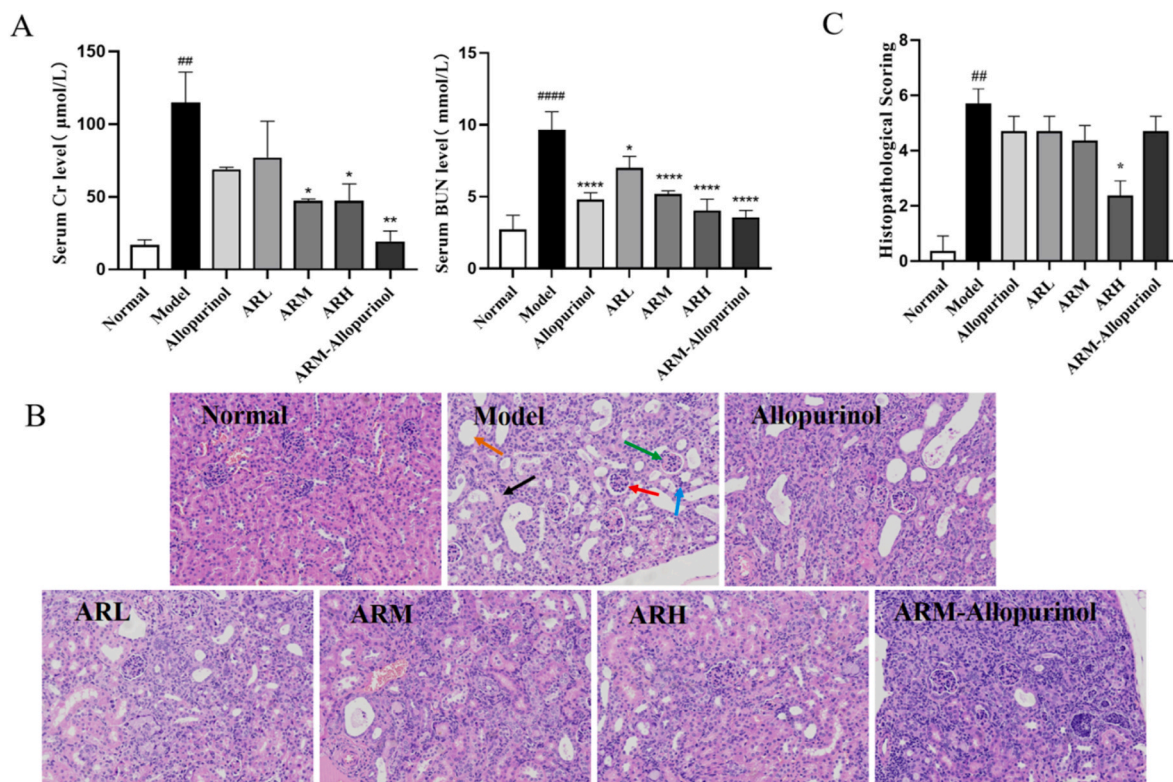 A
Serum Cr level( μmol/L)
150
100
50
0
##
*
*
**
Normal
Model
Allopurinol
ARL
ARM
ARH
ARM-Allopurinol
Serum BUN level( mmol/L)
15
10
5
0
####
****
*
****
****
****
Normal
Model
Allopurinol
ARL
ARM
ARH
ARM-Allopurinol
C
Histopathological Scoring
8
6
4
2
0
##
*
Normal
Model
Allopurinol
ARL
ARM
ARH
ARM-Allopurinol
B
Normal
Model
Allopurinol
ARL
ARM
ARH
ARM-Allopurinol